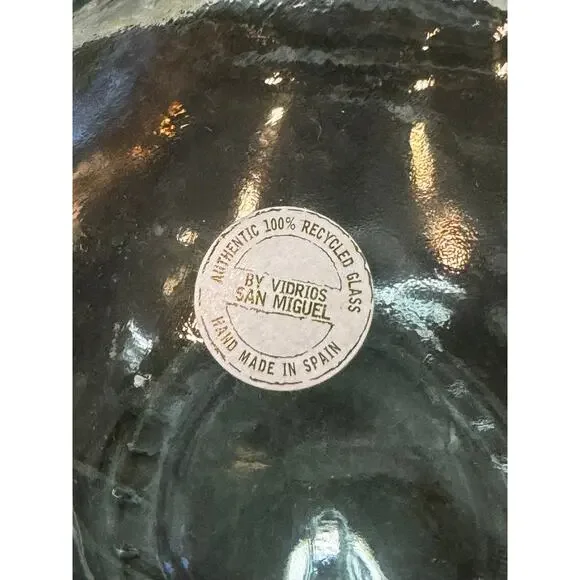 AUTHENTIC 100% RECYCLED GLASS
BY VIDRIOS
SAN MIGUEL
HAND MADE IN SPAIN